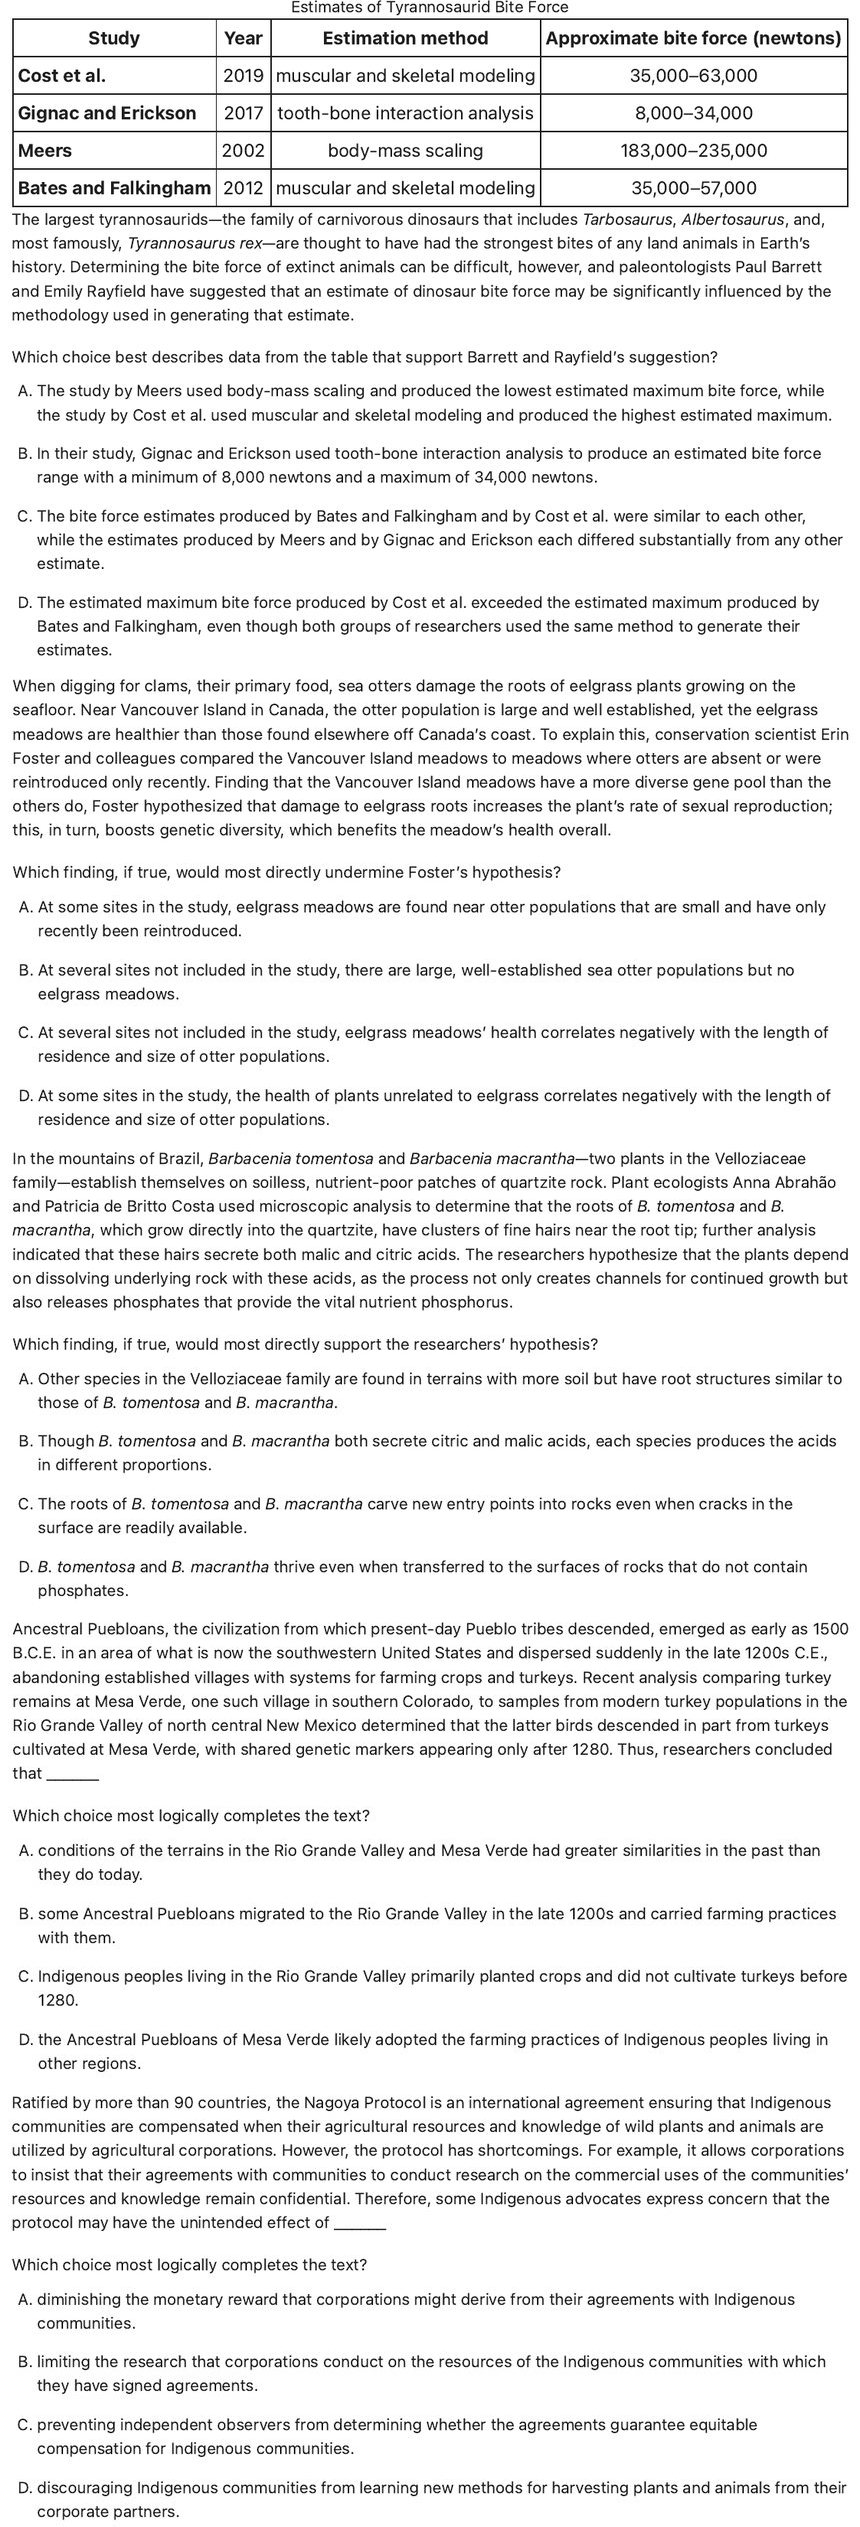 Estimates of Tyrannosaurid Bite Force
Study Year Estimation method Approximate bite force (newtons)
Cost et al. 2019 muscular and skeletal modeling 35,000–63,000
Gignac and Erickson 2017 tooth-bone interaction analysis 8,000–34,000
Meers 2002 body-mass scaling 183,000–235,000
Bates and Falkingham 2012 muscular and skeletal modeling 35,000–57,000
The largest tyrannosaurids—the family of carnivorous dinosaurs that includes Tarbosaurus, Albertosaurus, and,
most famously, Tyrannosaurus rex—are thought to have had the strongest bites of any land animals in Earth's
history. Determining the bite force of extinct animals can be difficult, however, and paleontologists Paul Barrett
and Emily Rayfield have suggested that an estimate of dinosaur bite force may be significantly influenced by the
methodology used in generating that estimate.
Which choice best describes data from the table that support Barrett and Rayfield's suggestion?
A. The study by Meers used body-mass scaling and produced the lowest estimated maximum bite force, while
the study by Cost et al. used muscular and skeletal modeling and produced the highest estimated maximum.
B. In their study, Gignac and Erickson used tooth-bone interaction analysis to produce an estimated bite force
range with a minimum of 8,000 newtons and a maximum of 34,000 newtons.
C. The bite force estimates produced by Bates and Falkingham and by Cost et al. were similar to each other,
while the estimates produced by Meers and by Gignac and Erickson each differed substantially from any other
estimate.
D. The estimated maximum bite force produced by Cost et al. exceeded the estimated maximum produced by
Bates and Falkingham, even though both groups of researchers used the same method to generate their
estimates.
When digging for clams, their primary food, sea otters damage the roots of eelgrass plants growing on the
seafloor. Near Vancouver Island in Canada, the otter population is large and well established, yet the eelgrass
meadows are healthier than those found elsewhere off Canada's coast. To explain this, conservation scientist Erin
Foster and colleagues compared the Vancouver Island meadows to meadows where otters are absent or were
reintroduced only recently. Finding that the Vancouver Island meadows have a more diverse gene pool than the
others do, Foster hypothesized that damage to eelgrass roots increases the plant's rate of sexual reproduction;
this, in turn, boosts genetic diversity, which benefits the meadow's health overall.
Which finding, if true, would most directly undermine Foster's hypothesis?
A. At some sites in the study, eelgrass meadows are found near otter populations that are small and have only
recently been reintroduced.
B. At several sites not included in the study, there are large, well-established sea otter populations but no
eelgrass meadows.
C. At several sites not included in the study, eelgrass meadows' health correlates negatively with the length of
residence and size of otter populations.
D. At some sites in the study, the health of plants unrelated to eelgrass correlates negatively with the length of
residence and size of otter populations.
In the mountains of Brazil, Barbacenia tomentosa and Barbacenia macrantha—two plants in the Velloziaceae
family—establish themselves on soilless, nutrient-poor patches of quartzite rock. Plant ecologists Anna Abrahão
and Patricia de Britto Costa used microscopic analysis to determine that the roots of B. tomentosa and B.
macrantha, which grow directly into the quartzite, have clusters of fine hairs near the root tip; further analysis
indicated that these hairs secrete both malic and citric acids. The researchers hypothesize that the plants depend
on dissolving underlying rock with these acids, as the process not only creates channels for continued growth but
also releases phosphates that provide the vital nutrient phosphorus.
Which finding, if true, would most directly support the researchers' hypothesis?
A. Other species in the Velloziaceae family are found in terrains with more soil but have root structures similar to
those of B. tomentosa and B. macrantha.
B. Though B. tomentosa and B. macrantha both secrete citric and malic acids, each species produces the acids
in different proportions.
C. The roots of B. tomentosa and B. macrantha carve new entry points into rocks even when cracks in the
surface are readily available.
D. B. tomentosa and B. macrantha thrive even when transferred to the surfaces of rocks that do not contain
phosphates.
Ancestral Puebloans, the civilization from which present-day Pueblo tribes descended, emerged as early as 1500
B.C.E. in an area of what is now the southwestern United States and dispersed suddenly in the late 1200s C.E.,
abandoning established villages with systems for farming crops and turkeys. Recent analysis comparing turkey
remains at Mesa Verde, one such village in southern Colorado, to samples from modern turkey populations in the
Rio Grande Valley of north central New Mexico determined that the latter birds descended in part from turkeys
cultivated at Mesa Verde, with shared genetic markers appearing only after 1280. Thus, researchers concluded
that ______
Which choice most logically completes the text?
A. conditions of the terrains in the Rio Grande Valley and Mesa Verde had greater similarities in the past than
they do today.
B. some Ancestral Puebloans migrated to the Rio Grande Valley in the late 1200s and carried farming practices
with them.
C. Indigenous peoples living in the Rio Grande Valley primarily planted crops and did not cultivate turkeys before
1280.
D. the Ancestral Puebloans of Mesa Verde likely adopted the farming practices of Indigenous peoples living in
other regions.
Ratified by more than 90 countries, the Nagoya Protocol is an international agreement ensuring that Indigenous
communities are compensated when their agricultural resources and knowledge of wild plants and animals are
utilized by agricultural corporations. However, the protocol has shortcomings. For example, it allows corporations
to insist that their agreements with communities to conduct research on the commercial uses of the communities'
resources and knowledge remain confidential. Therefore, some Indigenous advocates express concern that the
protocol may have the unintended effect of ______
Which choice most logically completes the text?
A. diminishing the monetary reward that corporations might derive from their agreements with Indigenous
communities.
B. limiting the research that corporations conduct on the resources of the Indigenous communities with which
they have signed agreements.
C. preventing independent observers from determining whether the agreements guarantee equitable
compensation for Indigenous communities.
D. discouraging Indigenous communities from learning new methods for harvesting plants and animals from their
corporate partners.